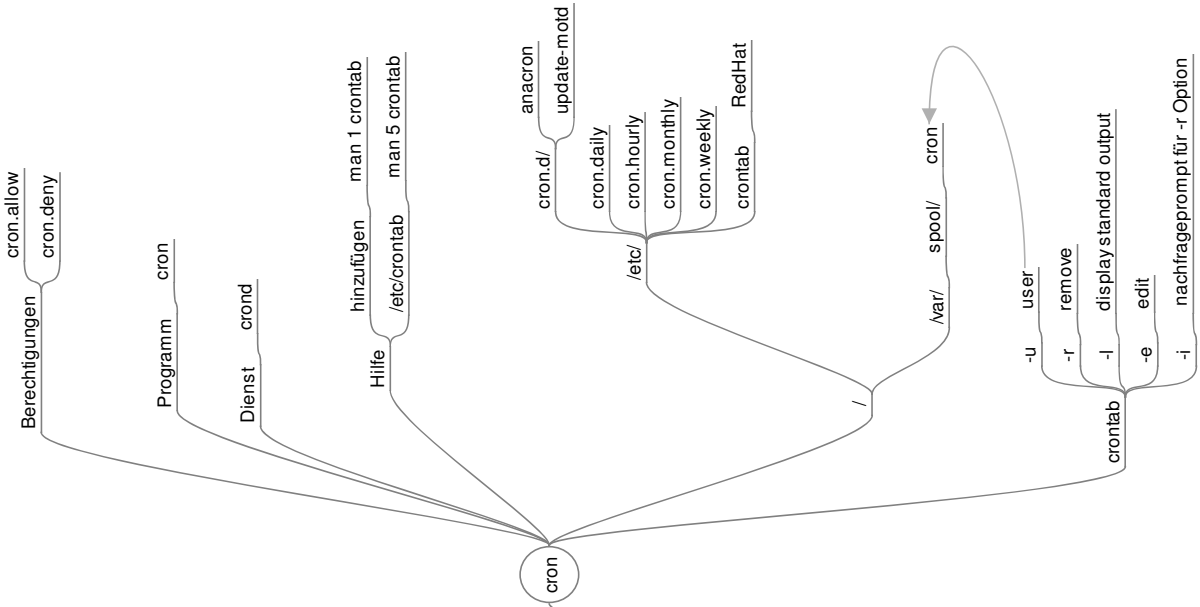 cron
Berechtigungen
cron.allow
cron.deny
Programm
cron
Dienst
crond
Hilfe
hinzufügen
man 1 crontab
/etc/crontab
man 5 crontab
/
/etc/
cron.d/
anacron
update-motd
cron.daily
cron.hourly
cron.monthly
cron.weekly
crontab
RedHat
/var/
spool/
cron
crontab
-u
user
-r
remove
-l
display standard output
-e
edit
-i
nachfrageprompt für -r Option